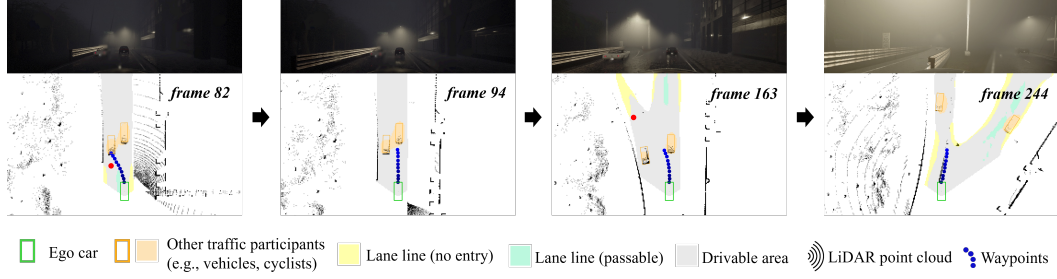 frame 82
frame 94
frame 163
frame 244
Ego car
Other traffic participants
(e.g., vehicles, cyclists)
Lane line (no entry)
Lane line (passable)
Drivable area
LiDAR point cloud
Waypoints